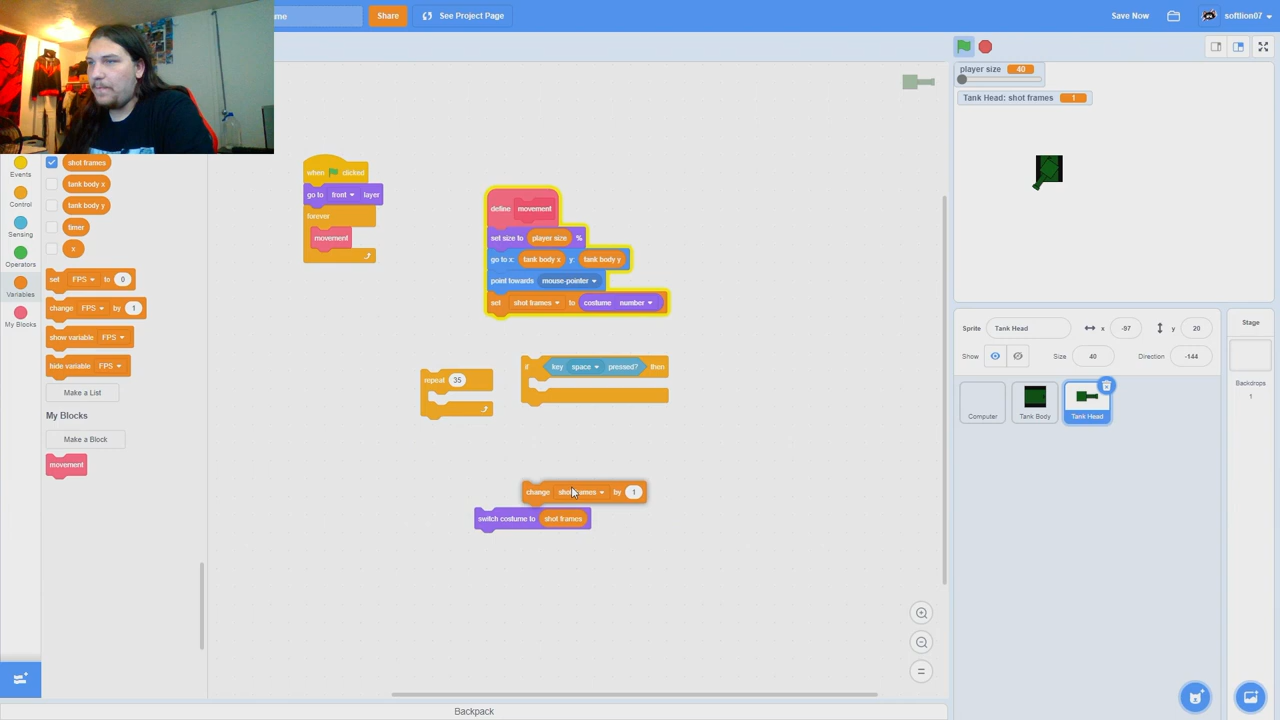 me
Share
See Project Page
Save Now
softlion07
player size 40
Tank Head: shot frames 1
shot frames
tank body x
tank body y
timer
x
Events
Control
Sensing
Operators
Variables
My Blocks
set FPS to 0
change FPS by 1
show variable FPS
hide variable FPS
Make a List
My Blocks
Make a Block
movement
when clicked
go to front layer
forever
movement
define movement
set size to player size %
go to x: tank body x y: tank body y
point towards mouse-pointer
set shot frames to costume number
repeat 35
if key space pressed? then
change shot frames by 1
switch costume to shot frames
Sprite Tank Head x -97 y 20
Show Size 40 Direction -144
Computer
Tank Body
Tank Head
Stage
Backdrops
1
Backpack